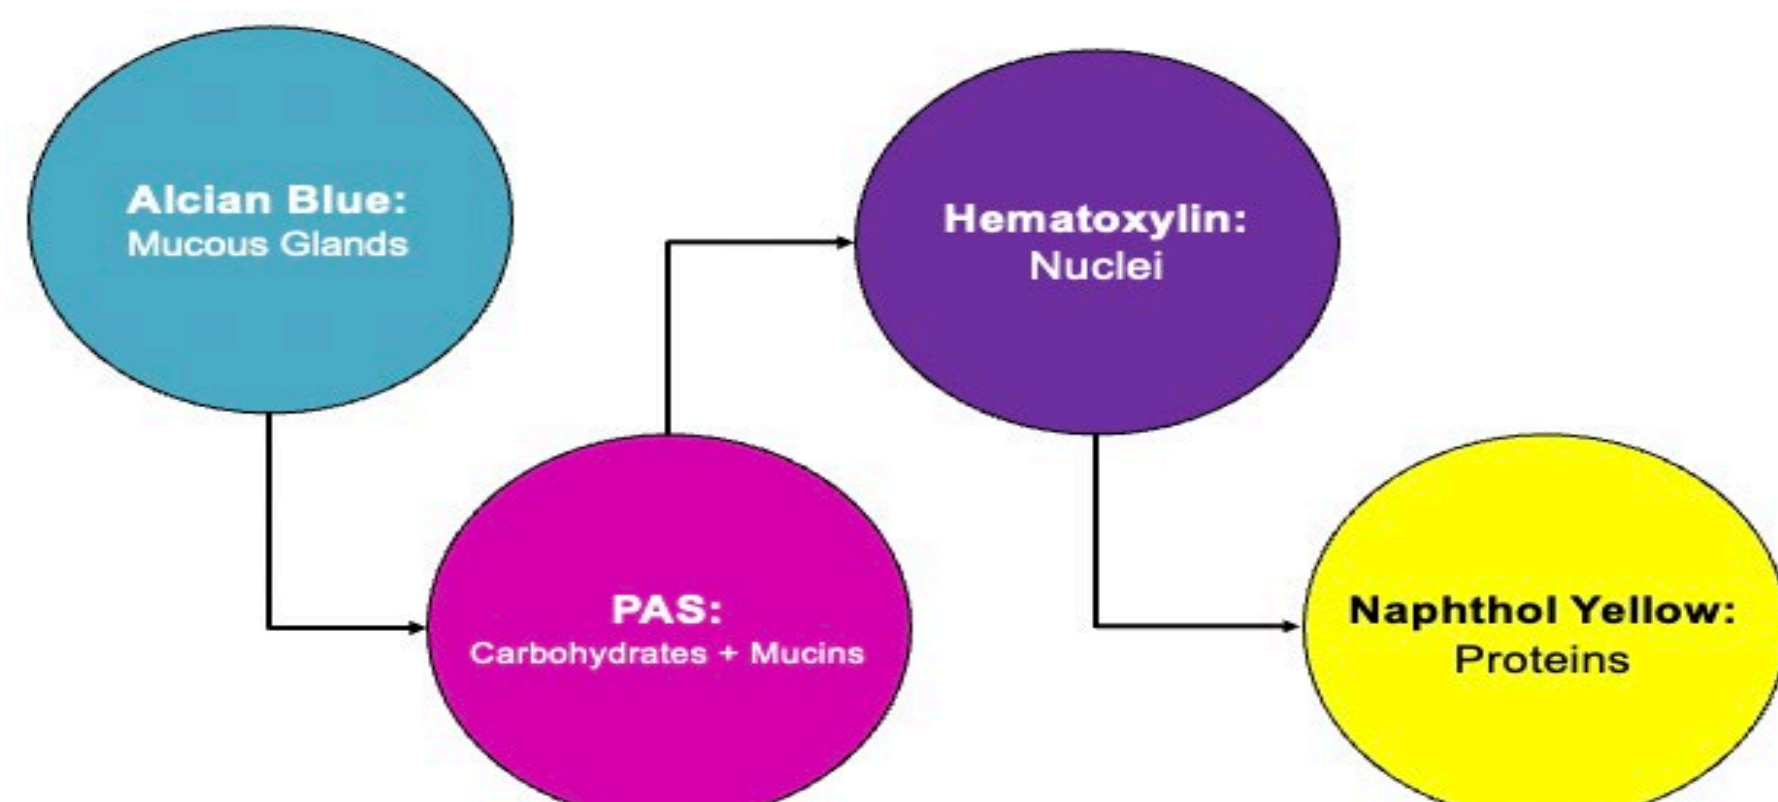 Alcian Blue:
Mucous Glands
PAS:
Carbohydrates + Mucins
Hematoxylin:
Nuclei
Naphthol Yellow:
Proteins